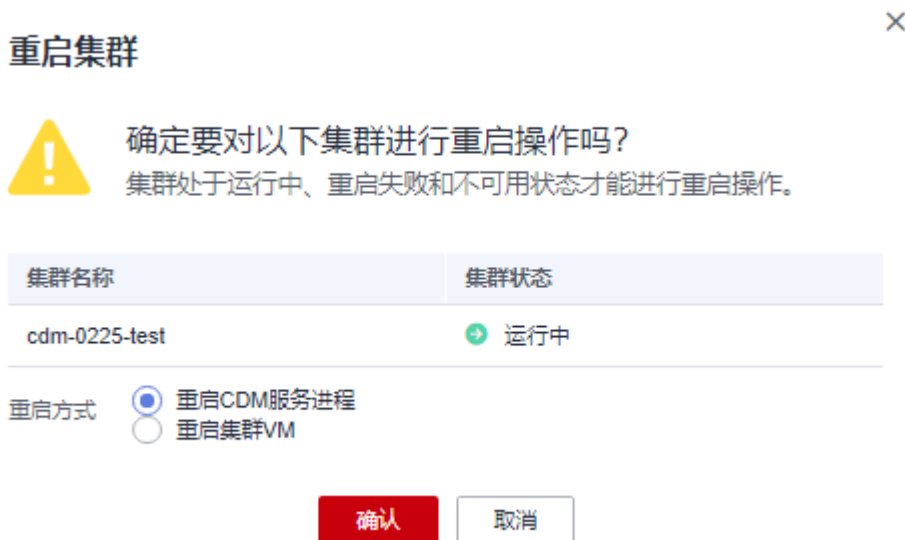 重启集群
确定要对以下集群进行重启操作吗?
集群处于运行中、重启失败和不可用状态才能进行重启操作。
集群名称 集群状态
cdm-0225-test 运行中
重启方式 重启CDM服务进程
重启集群VM
确认 取消